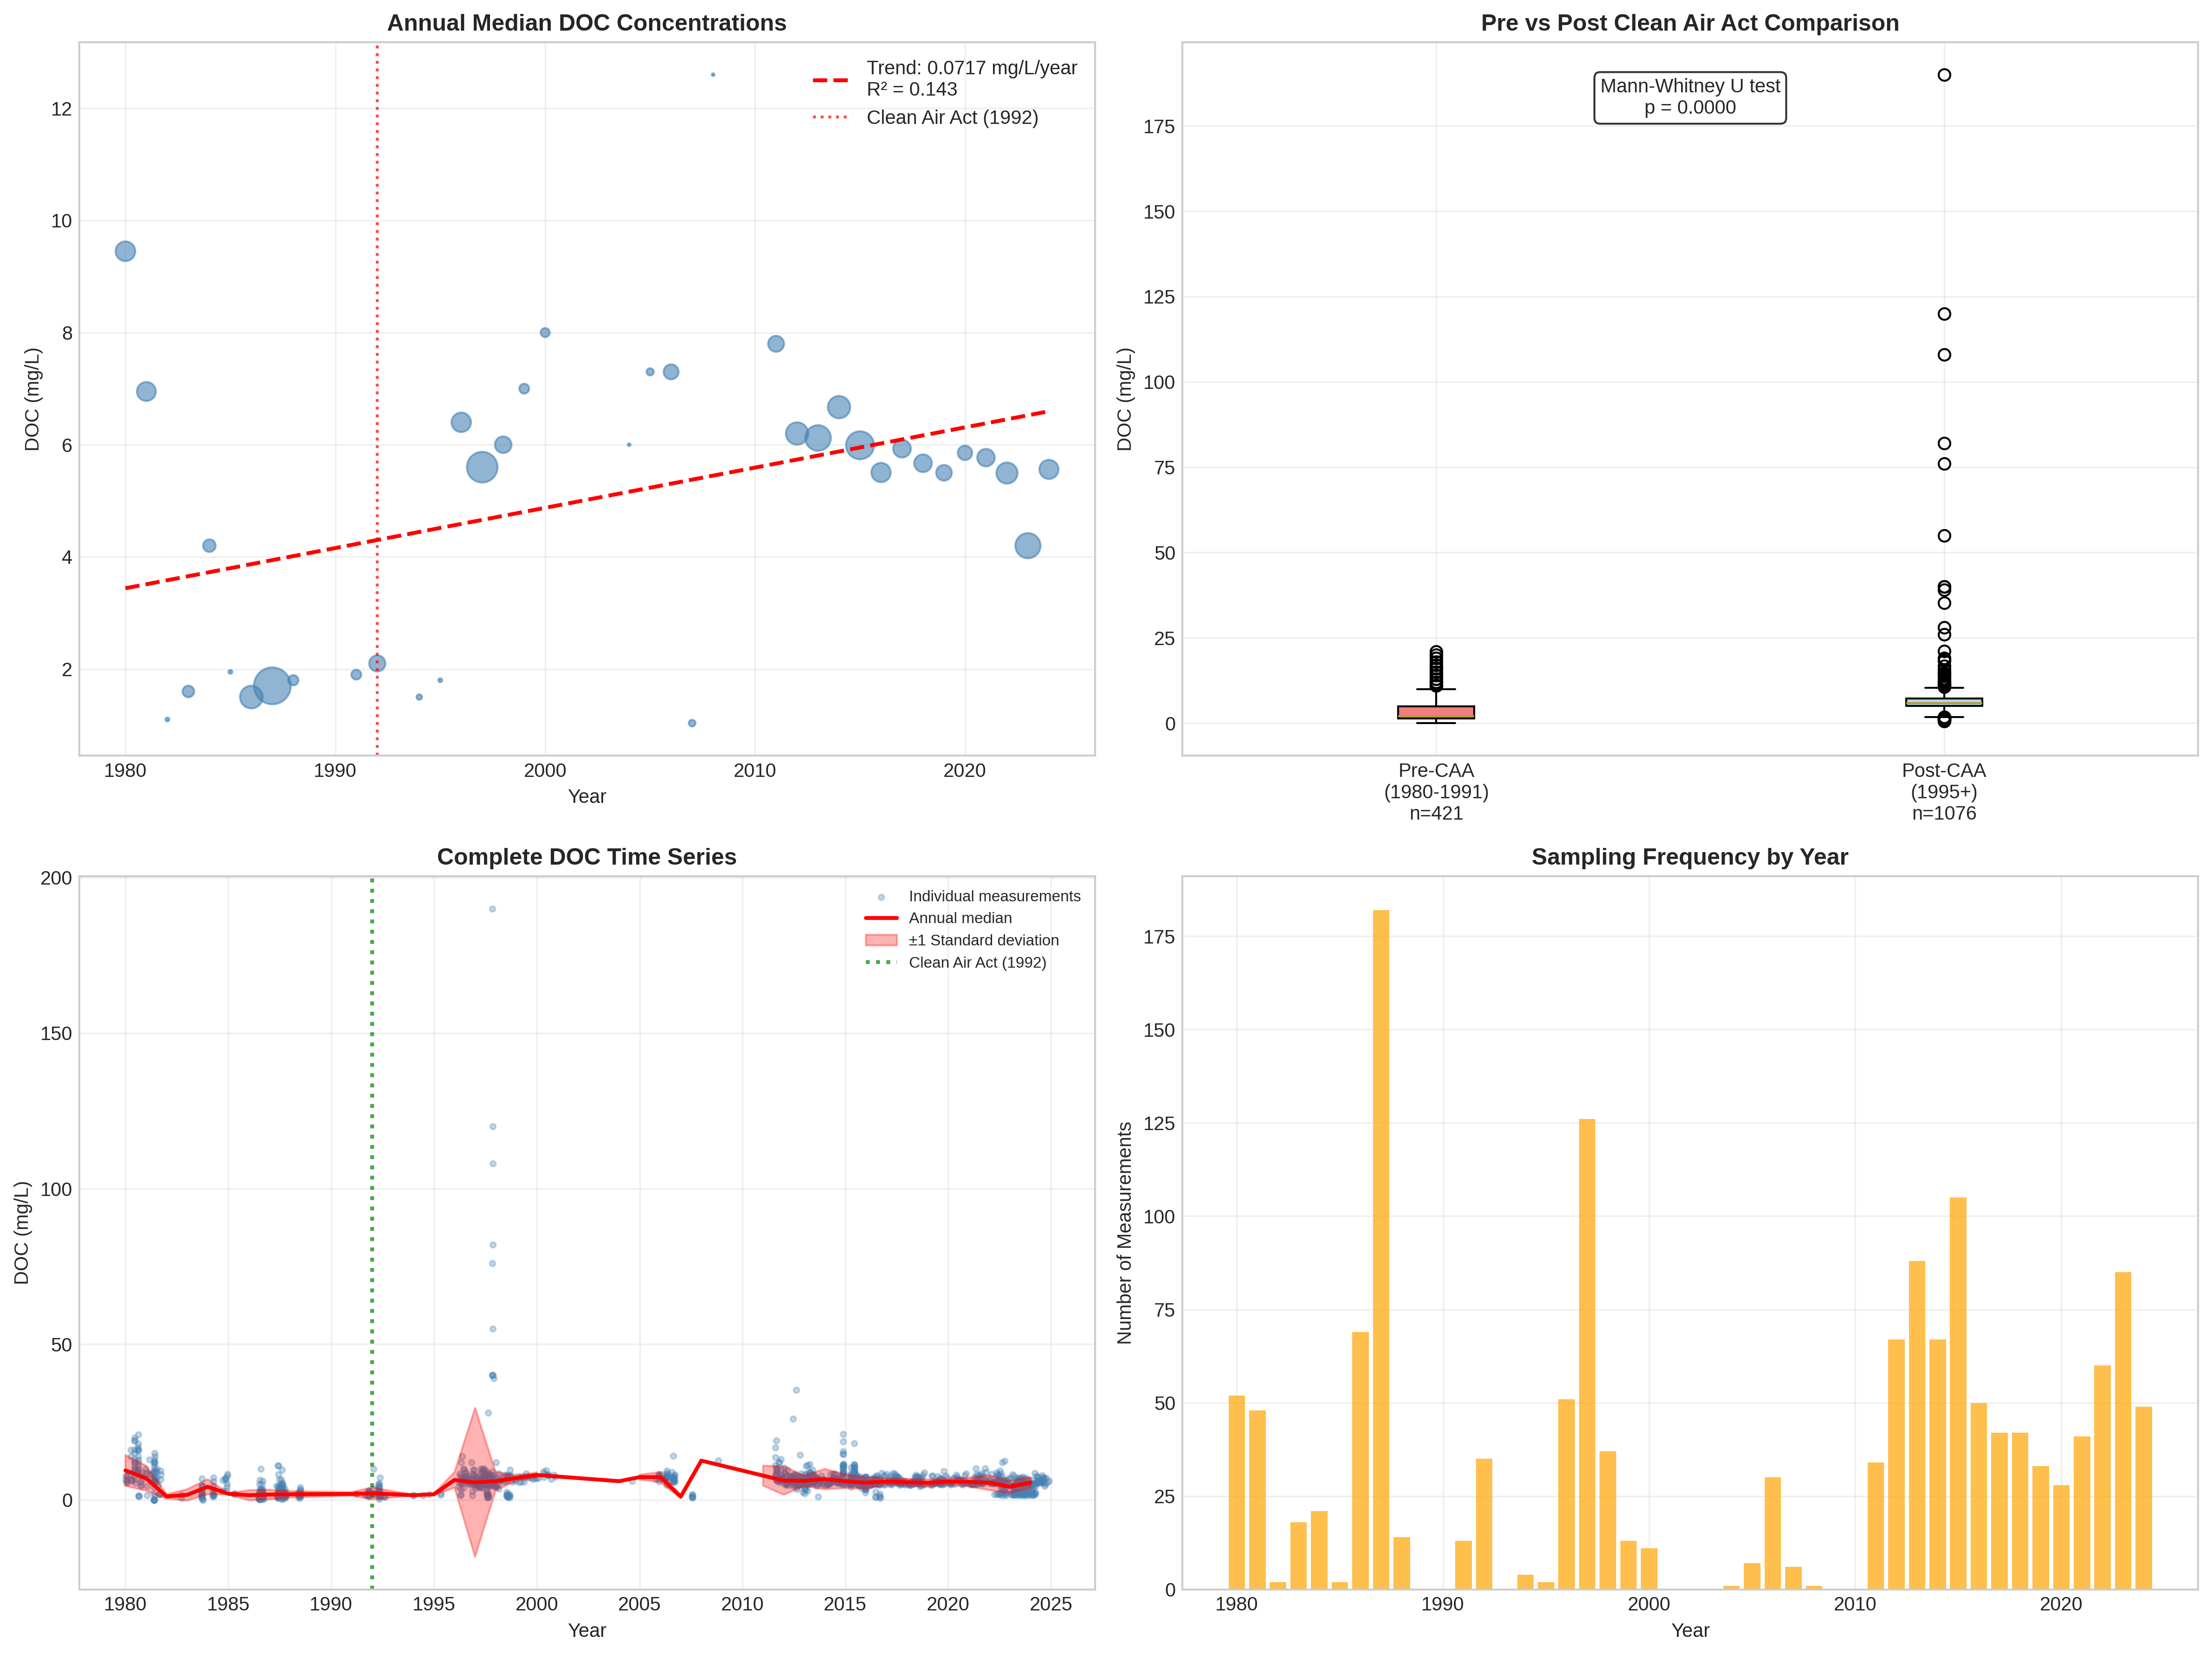 Annual Median DOC Concentrations
DOC (mg/L)
12
10
8
6
4
2
Trend: 0.0717 mg/L/year
R² = 0.143
Clean Air Act (1992)
1980
1990
2000
2010
2020
Year
Pre vs Post Clean Air Act Comparison
DOC (mg/L)
175
150
125
100
75
50
25
0
Mann-Whitney U test
p = 0.0000
Pre-CAA
(1980-1991)
n=421
Post-CAA
(1995+)
n=1076
Complete DOC Time Series
DOC (mg/L)
200
150
100
50
0
Individual measurements
Annual median
±1 Standard deviation
Clean Air Act (1992)
1980
1985
1990
1995
2000
2005
2010
2015
2020
2025
Year
Sampling Frequency by Year
Number of Measurements
175
150
125
100
75
50
25
0
1980
1990
2000
2010
2020
Year